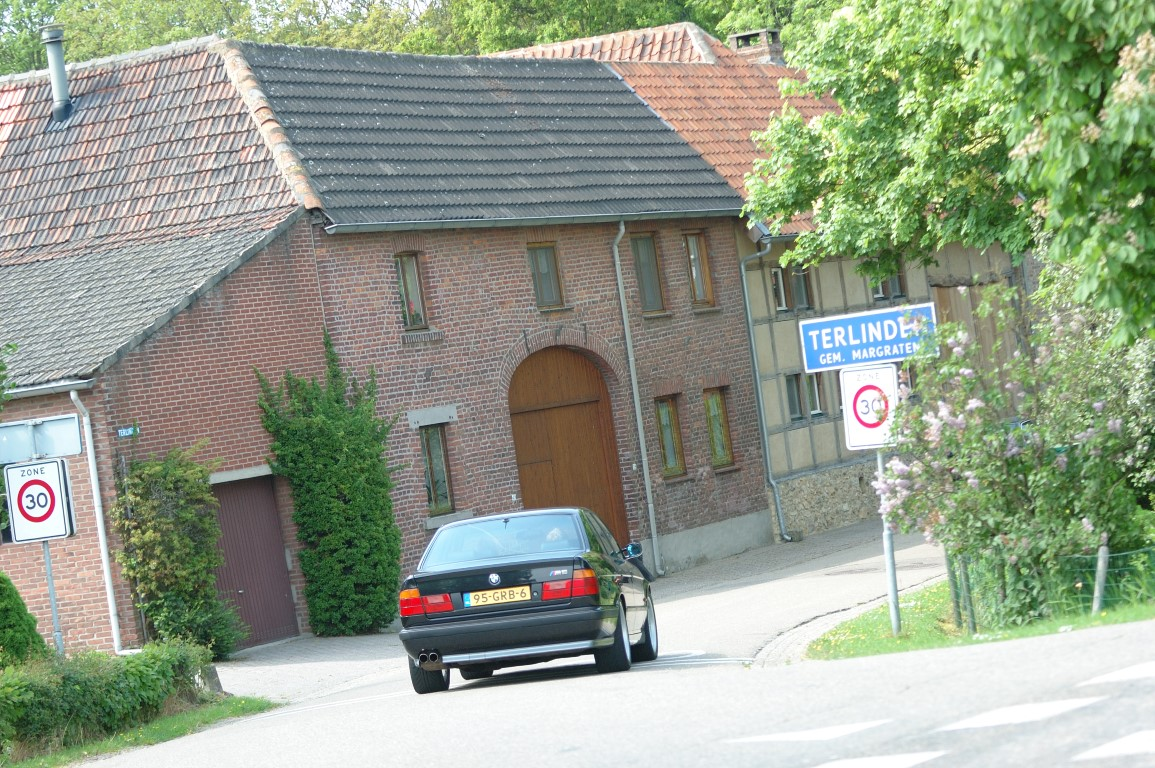 TERLINDEN
GEM. MARGRATEN
ZONE
30
ZONE
30
95-GRB-6